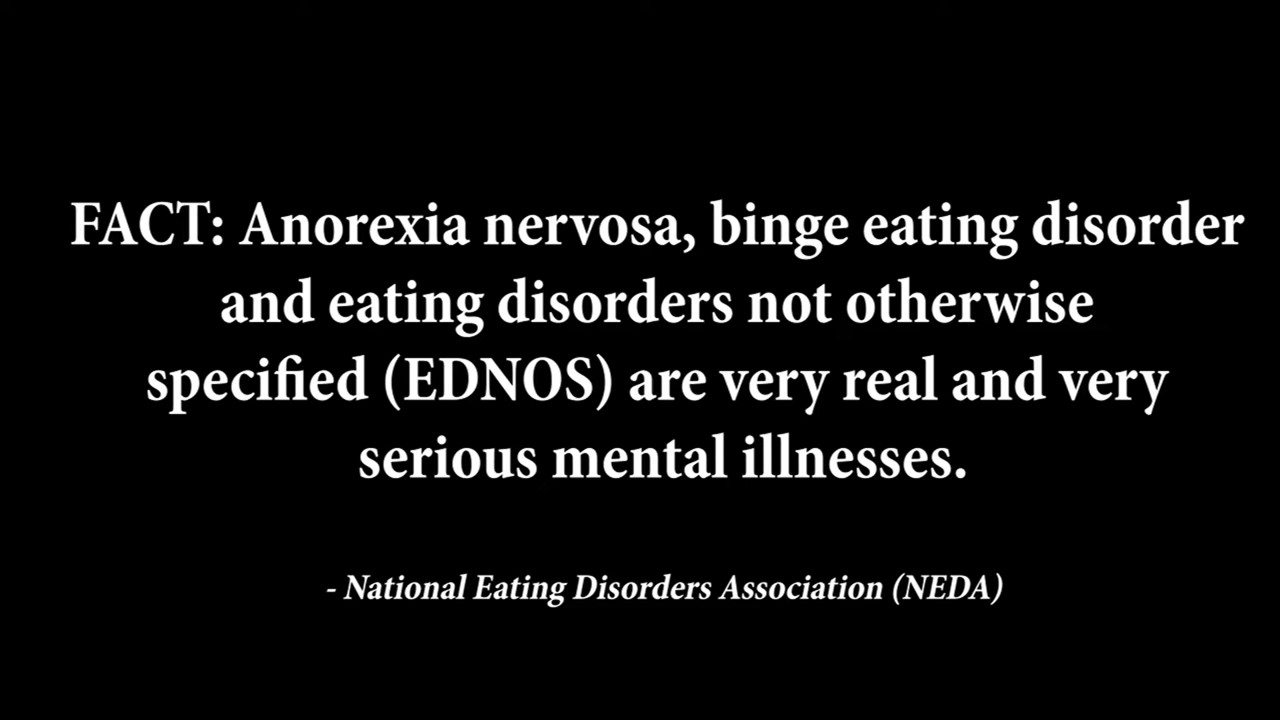 FACT: Anorexia nervosa, binge eating disorder
and eating disorders not otherwise
specified (EDNOS) are very real and very
serious mental illnesses.
- National Eating Disorders Association (NEDA)